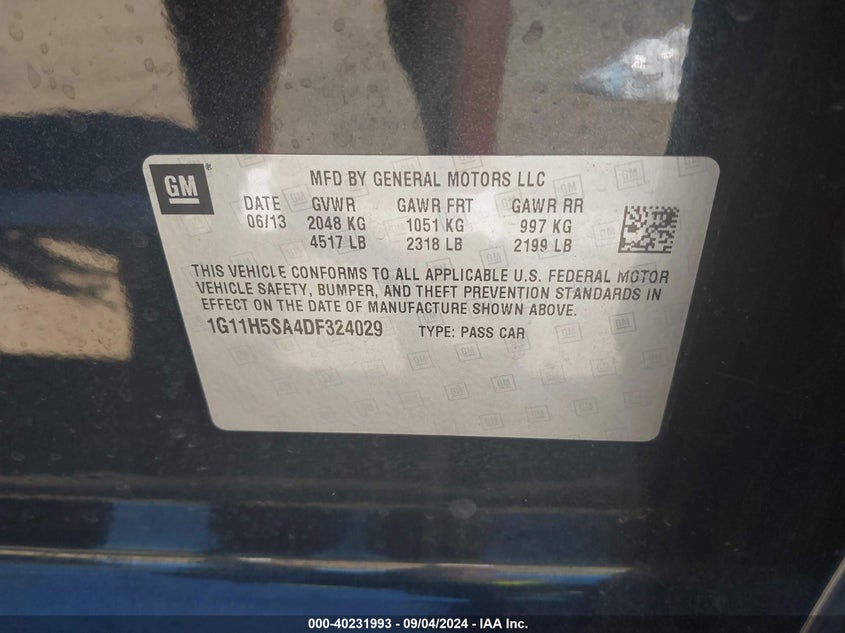 GM
MFD BY GENERAL MOTORS LLC
DATE GVWR GAWR FRT GAWR RR
06/13 2048 KG 1051 KG 997 KG
4517 LB 2318 LB 2199 LB
THIS VEHICLE CONFORMS TO ALL APPLICABLE U.S. FEDERAL MOTOR
VEHICLE SAFETY, BUMPER, AND THEFT PREVENTION STANDARDS IN
EFFECT ON THE DATE OF MANUFACTURE SHOWN ABOVE.
1G11H5SA4DF324029 TYPE: PASS CAR
000-40231993 - 09/04/2024 - IAA Inc.